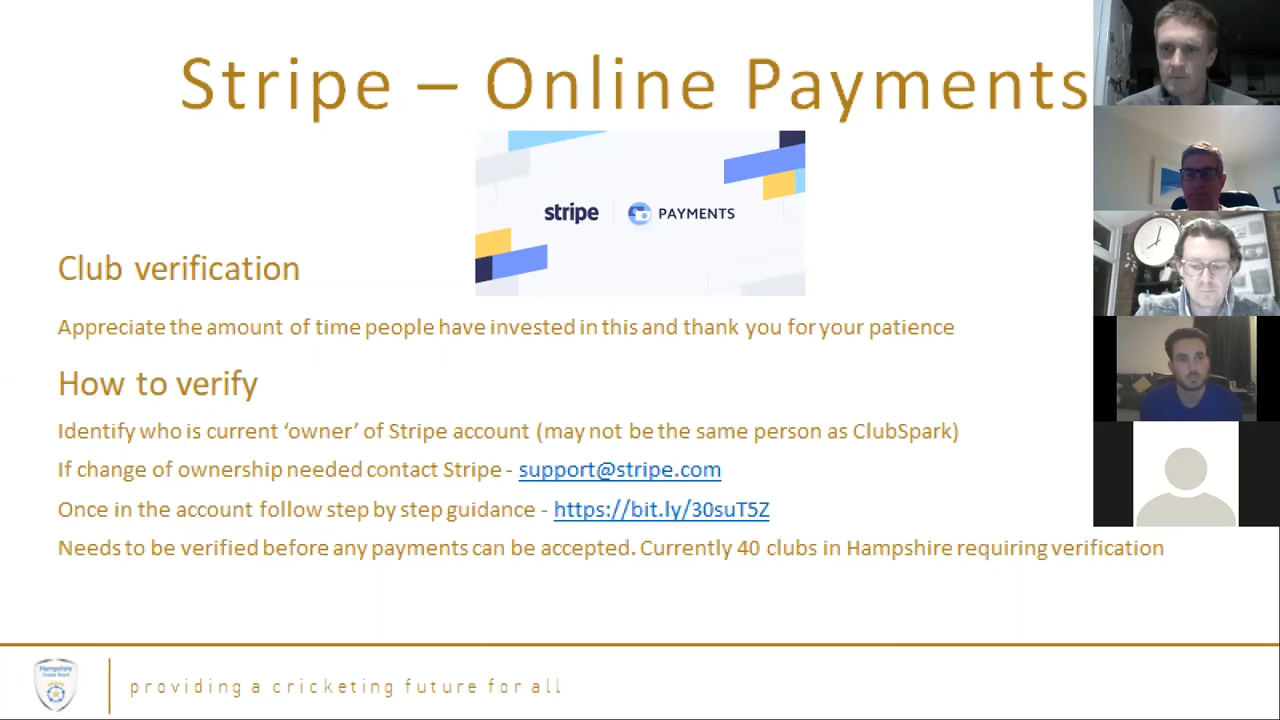 Stripe – Online Payments
stripe PAYMENTS
Club verification
Appreciate the amount of time people have invested in this and thank you for your patience
How to verify
Identify who is current ‘owner’ of Stripe account (may not be the same person as ClubSpark)
If change of ownership needed contact Stripe - support@stripe.com
Once in the account follow step by step guidance - https://bit.ly/30suT5Z
Needs to be verified before any payments can be accepted. Currently 40 clubs in Hampshire requiring verification
Hampshire
Cricket Board
providing a cricketing future for all